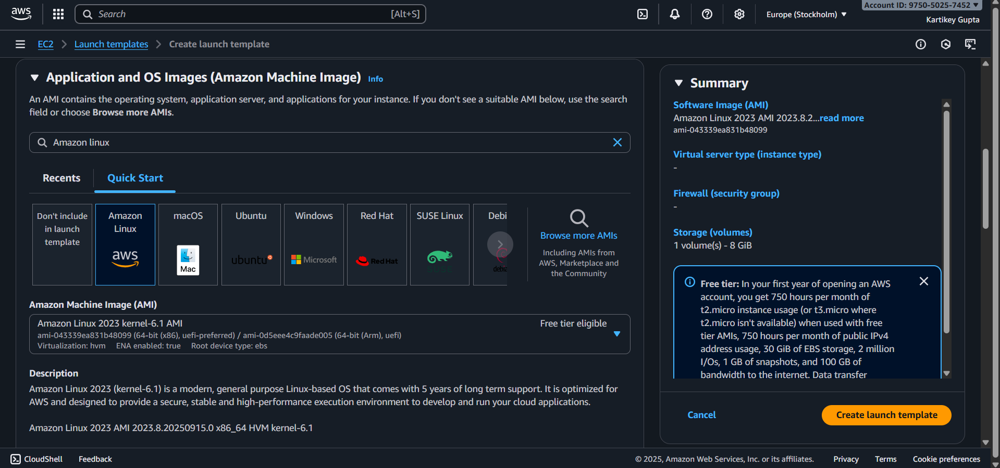 aws
Search
[Alt+S]
Europe (Stockholm)
Account ID: 9750-5025-7452
Kartikey Gupta
EC2
Launch templates
Create launch template
Application and OS Images (Amazon Machine Image) Info
An AMI contains the operating system, application server, and applications for your instance. If you don't see a suitable AMI below, use the search
field or choose Browse more AMIs.
Amazon linux
Recents
Quick Start
Don't include
in launch
template
Amazon
Linux
aws
macOS
Mac
Ubuntu
ubuntu
Windows
Microsoft
Red Hat
Red Hat
SUSE Linux
SUSE
Debi
debia
Browse more AMIs
Including AMIs from
AWS, Marketplace and
the Community
Amazon Machine Image (AMI)
Amazon Linux 2023 kernel-6.1 AMI
Free tier eligible
ami-043339ea831b48099 (64-bit (x86), uefi-preferred) / ami-0d5eee4c9faade005 (64-bit (Arm), uefi)
Virtualization: hvm ENA enabled: true Root device type: ebs
Description
Amazon Linux 2023 (kernel-6.1) is a modern, general purpose Linux-based OS that comes with 5 years of long term support. It is optimized for
AWS and designed to provide a secure, stable and high-performance execution environment to develop and run your cloud applications.
Amazon Linux 2023 AMI 2023.8.20250915.0 x86_64 HVM kernel-6.1
Summary
Software Image (AMI)
Amazon Linux 2023 AMI 2023.8.2...read more
ami-043339ea831b48099
Virtual server type (instance type)
-
Firewall (security group)
-
Storage (volumes)
1 volume(s) - 8 GiB
Free tier: In your first year of opening an AWS
account, you get 750 hours per month of
t2.micro instance usage (or t3.micro where
t2.micro isn't available) when used with free
tier AMIs, 750 hours per month of public IPv4
address usage, 30 GiB of EBS storage, 2 million
I/Os, 1 GB of snapshots, and 100 GB of
bandwidth to the internet. Data transfer
Cancel
Create launch template
CloudShell
Feedback
© 2025, Amazon Web Services, Inc. or its affiliates.
Privacy
Terms
Cookie preferences